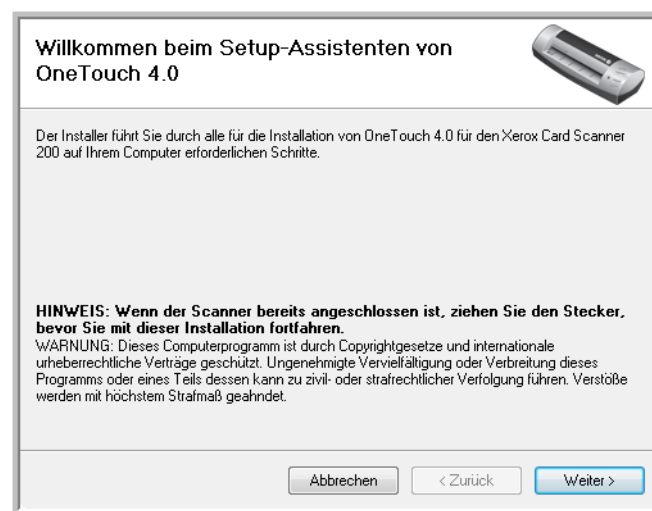 Willkommen beim Setup-Assistenten von
OneTouch 4.0
Der Installer führt Sie durch alle für die Installation von OneTouch 4.0 für den Xerox Card Scanner
200 auf Ihrem Computer erforderlichen Schritte.
HINWEIS: Wenn der Scanner bereits angeschlossen ist, ziehen Sie den Stecker,
bevor Sie mit dieser Installation fortfahren.
WARNUNG: Dieses Computerprogramm ist durch Copyrightgesetze und internationale
urheberrechtliche Verträge geschützt. Ungenehmigte Vervielfältigung oder Verbreitung dieses
Programms oder eines Teils dessen kann zu zivil- oder strafrechtlicher Verfolgung führen. Verstöße
werden mit höchstem Strafmaß geahndet.
Abbrechen < Zurück Weiter >